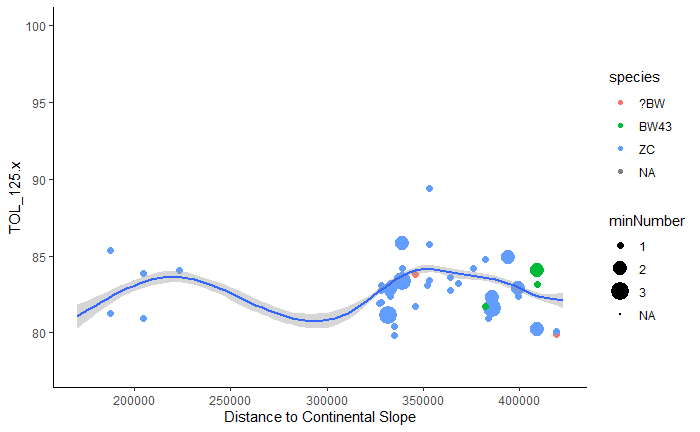 100
95
90
85
80
TOL_125.x
200000 250000 300000 350000 400000
Distance to Continental Slope
species
?BW
BW43
ZC
NA
minNumber
1
2
3
NA